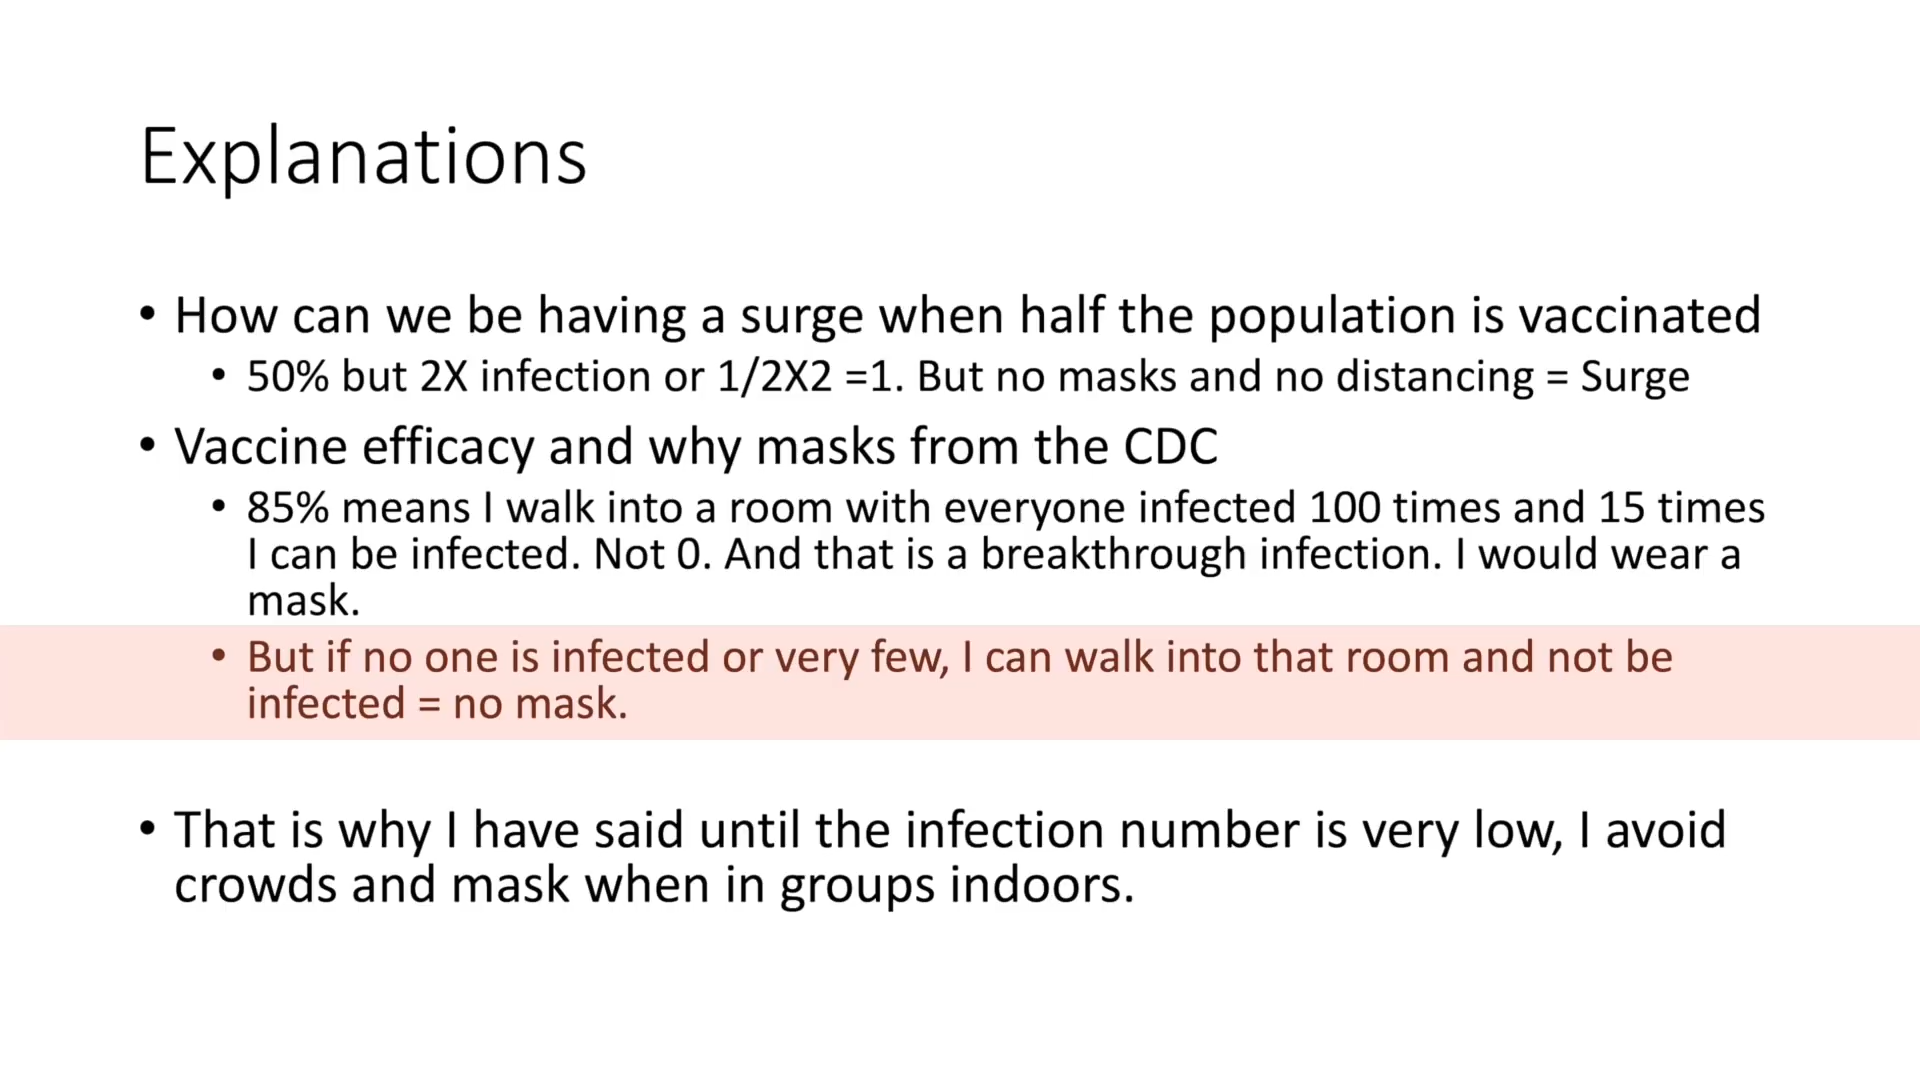 Explanations
• How can we be having a surge when half the population is vaccinated
• 50% but 2X infection or 1/2X2 =1. But no masks and no distancing = Surge
• Vaccine efficacy and why masks from the CDC
• 85% means I walk into a room with everyone infected 100 times and 15 times
I can be infected. Not 0. And that is a breakthrough infection. I would wear a
mask.
• But if no one is infected or very few, I can walk into that room and not be
infected = no mask.
• That is why I have said until the infection number is very low, I avoid
crowds and mask when in groups indoors.